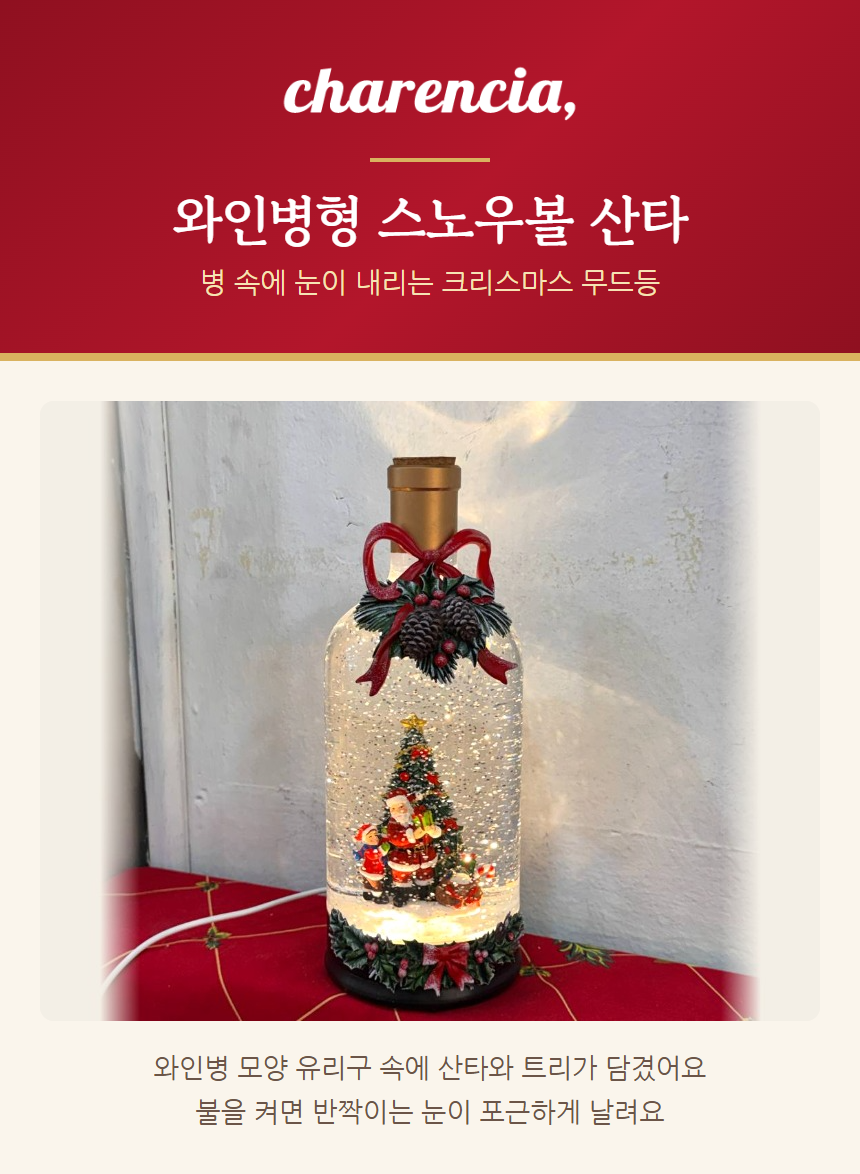 charencia,
와인병형 스노우볼 산타
병 속에 눈이 내리는 크리스마스 무드등
와인병 모양 유리구 속에 산타와 트리가 담겼어요
불을 켜면 반짝이는 눈이 포근하게 날려요